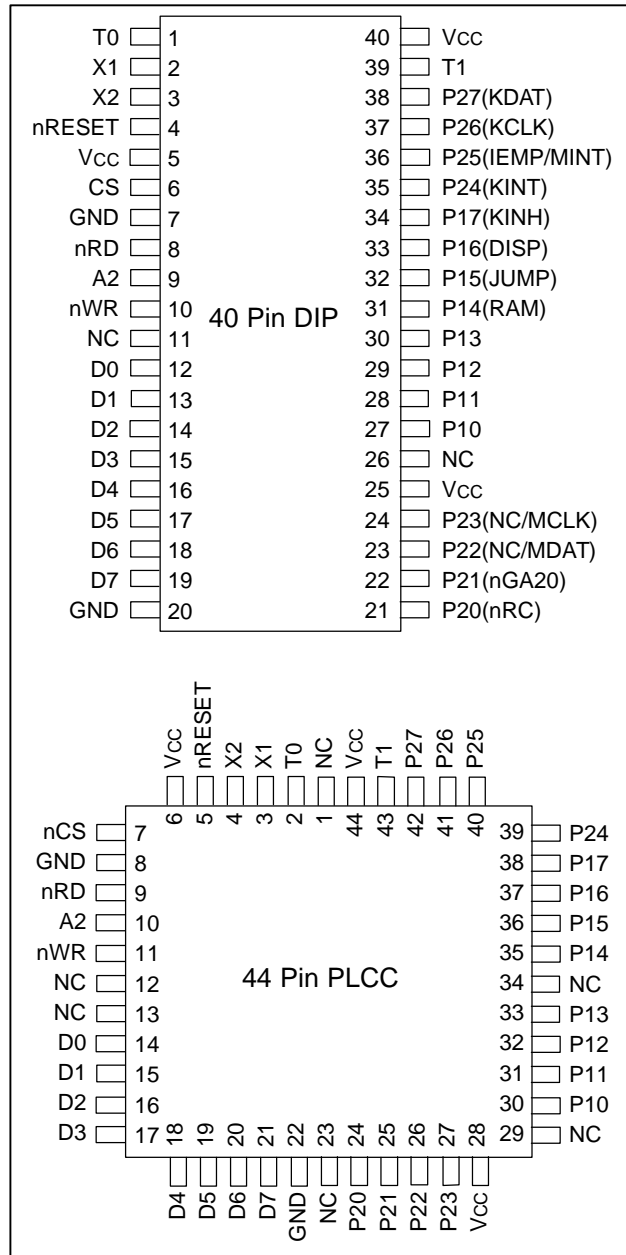 T0 1 40 Vcc
X1 2 39 T1
X2 3 38 P27(KDAT)
nRESET 4 37 P26(KCLK)
Vcc 5 36 P25(IEMP/MINT)
CS 6 35 P24(KINT)
GND 7 34 P17(KINH)
nRD 8 33 P16(DISP)
A2 9 32 P15(JUMP)
nWR 10 31 P14(RAM)
40 Pin DIP
NC 11 30 P13
D0 12 29 P12
D1 13 28 P11
D2 14 27 P10
D3 15 26 NC
D4 16 25 Vcc
D5 17 24 P23(NC/MCLK)
D6 18 23 P22(NC/MDAT)
D7 19 22 P21(nGA20)
GND 20 21 P20(nRC)
Vcc nRESET X2 X1 T0 NC Vcc T1 P27 P26 P25
6 5 4 3 2 1 44 43 42 41 40
nCS 7 39 P24
GND 8 38 P17
nRD 9 37 P16
A2 10 36 P15
nWR 11 35 P14
NC 12 34 NC
44 Pin PLCC
NC 13 33 P13
D0 14 32 P12
D1 15 31 P11
D2 16 30 P10
D3 17 29 NC
18 19 20 21 22 23 24 25 26 27 28
D4 D5 D6 D7 GND NC P20 P21 P22 P23 Vcc